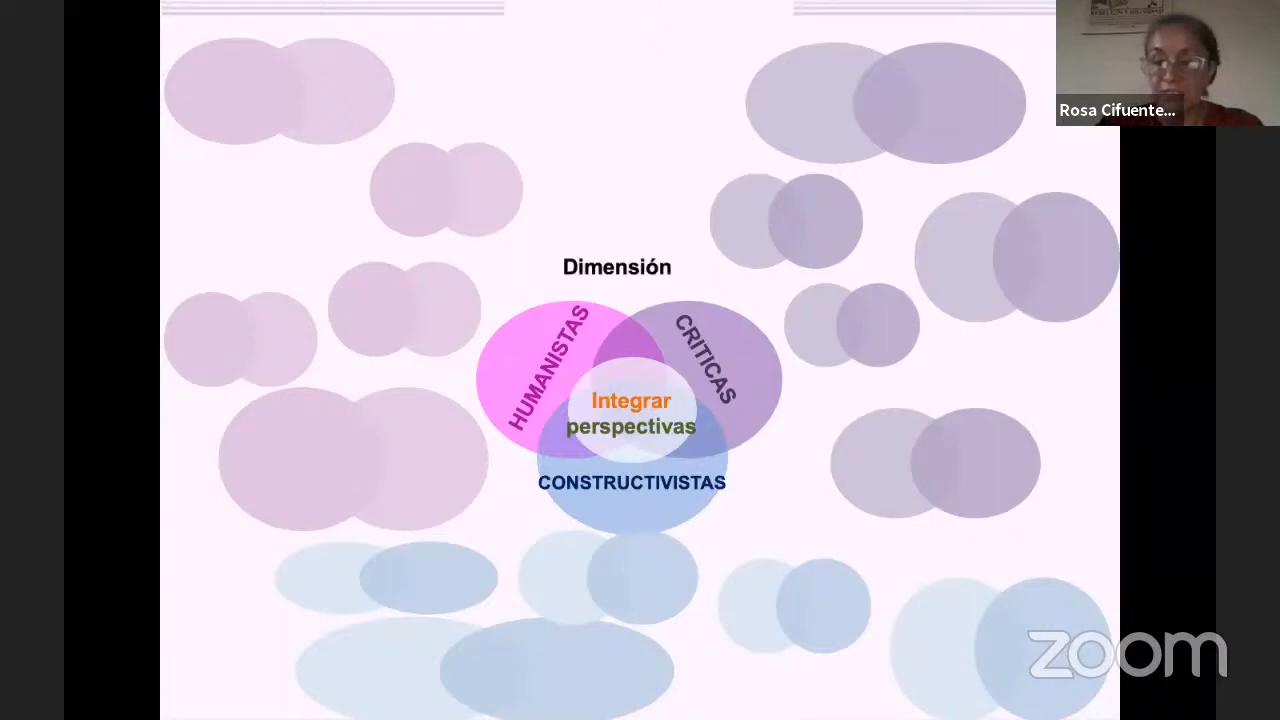 Rosa Cifuente...
Dimensión
HUMANISTAS
CRITICAS
Integrar
perspectivas
CONSTRUCTIVISTAS
zoom